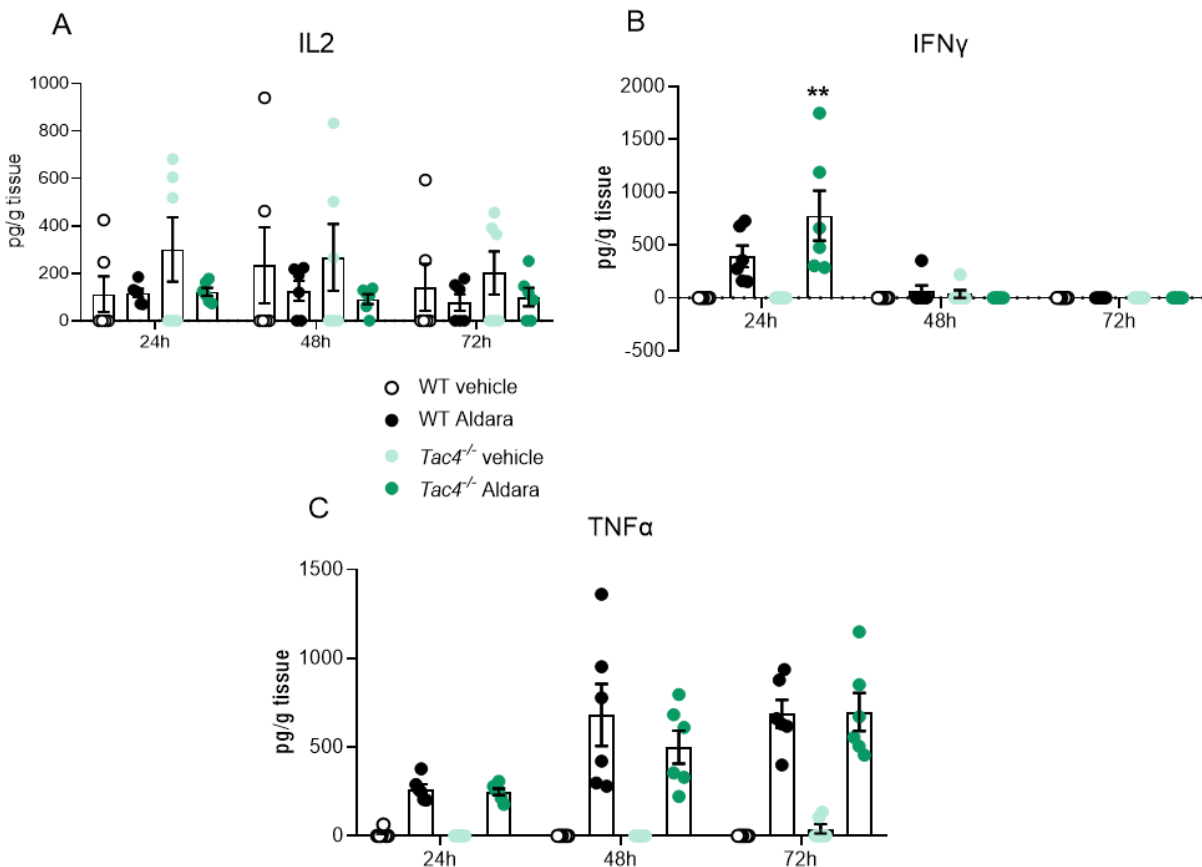 A
IL2
pg/g tissue
1000
800
600
400
200
0
24h
48h
72h
B
IFNγ
**
pg/g tissue
2000
1500
1000
500
0
-500
24h
48h
72h
WT vehicle
WT Aldara
Tac4-/- vehicle
Tac4-/- Aldara
C
TNFα
pg/g tissue
1500
1000
500
0
24h
48h
72h